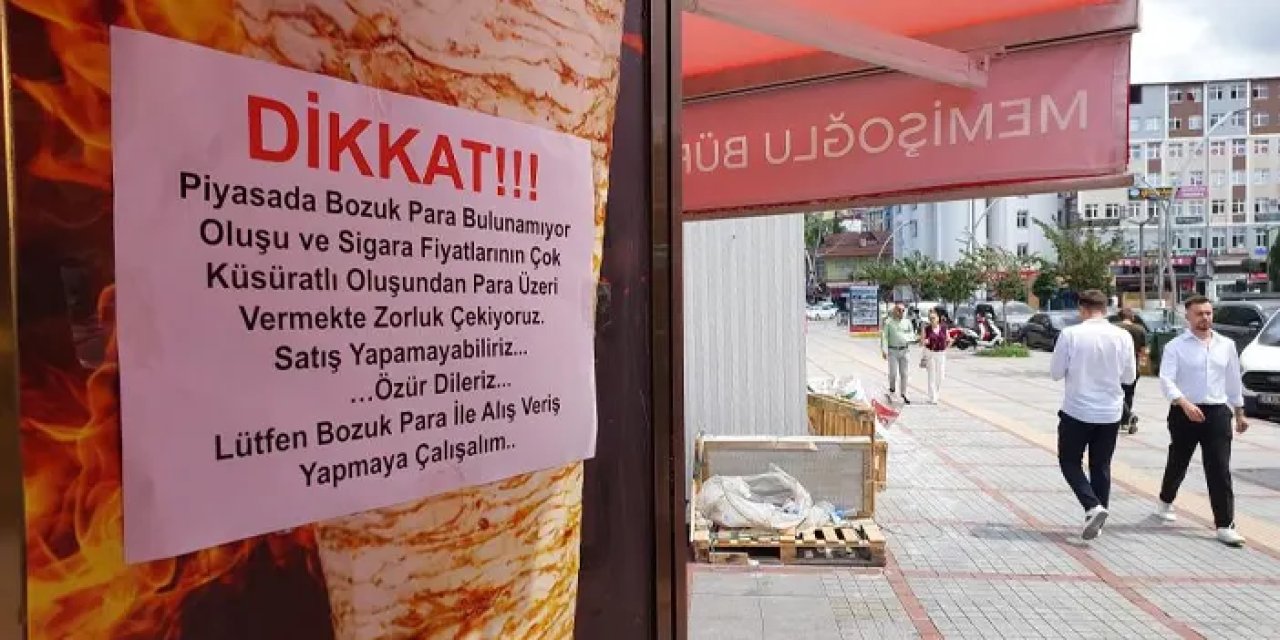 DİKKAT!!!
Piyasada Bozuk Para Bulunamıyor
Oluşu ve Sigara Fiyatlarının Çok
Küsüratlı Oluşundan Para Üzeri
Vermekte Zorluk Çekiyoruz.
Satış Yapamayabiliriz...
...Özür Dileriz...
Lütfen Bozuk Para İle Alış Veriş
Yapmaya Çalışalım..
MEMİŞOĞLU BÜF